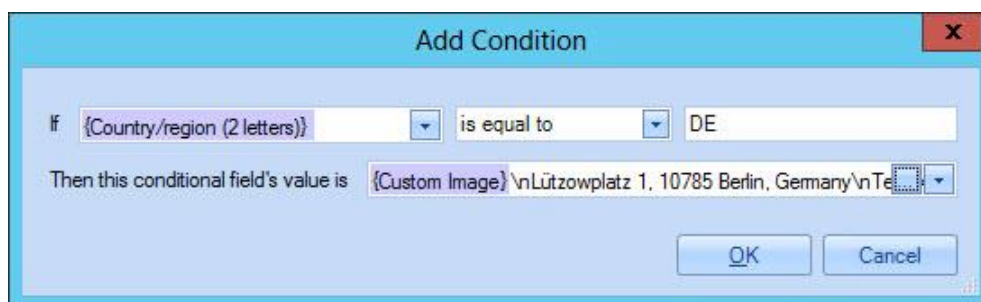 Add Condition
If {Country/region (2 letters)} is equal to DE
Then this conditional field's value is {Custom Image} \nLützowplatz 1, 10785 Berlin, Germany\nTe ...
OK Cancel